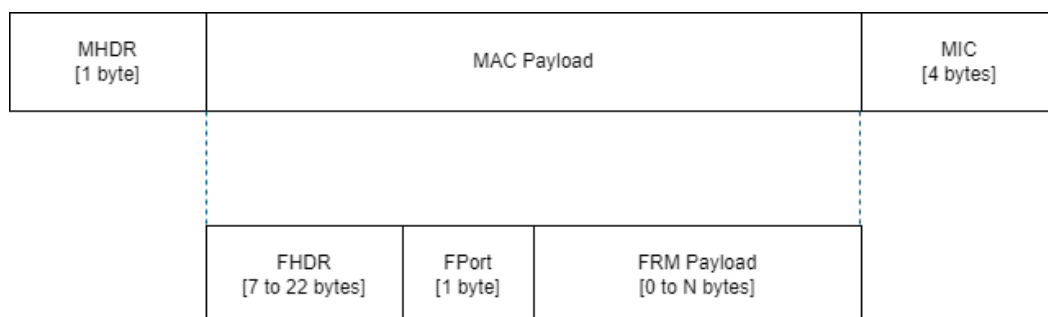 MHDR
[1 byte]
MAC Payload
MIC
[4 bytes]
FHDR
[7 to 22 bytes]
FPort
[1 byte]
FRM Payload
[0 to N bytes]